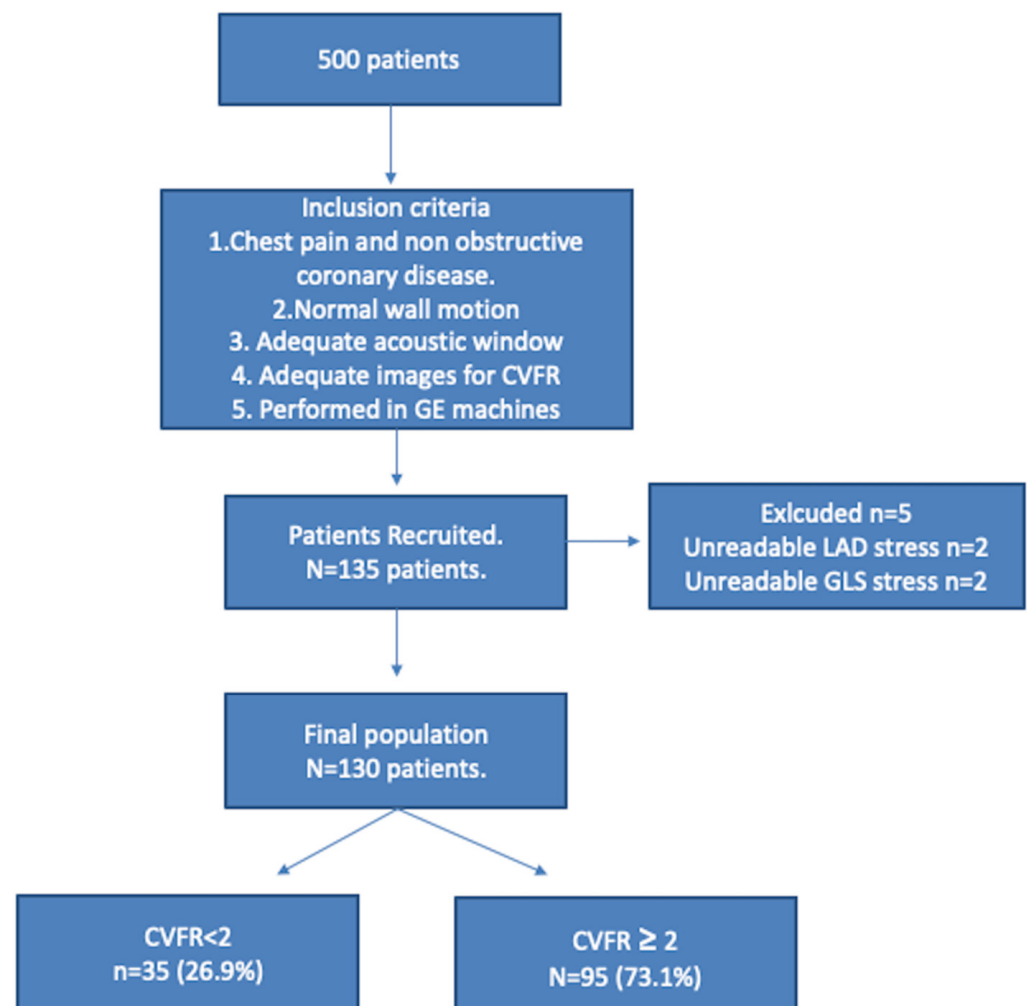 500 patients
Inclusion criteria
1.Chest pain and non obstructive
coronary disease.
2.Normal wall motion
3. Adequate acoustic window
4. Adequate images for CVFR
5. Performed in GE machines
Patients Recruited.
N=135 patients.
Exlcuded n=5
Unreadable LAD stress n=2
Unreadable GLS stress n=2
Final population
N=130 patients.
CVFR<2
n=35 (26.9%)
CVFR ≥ 2
N=95 (73.1%)